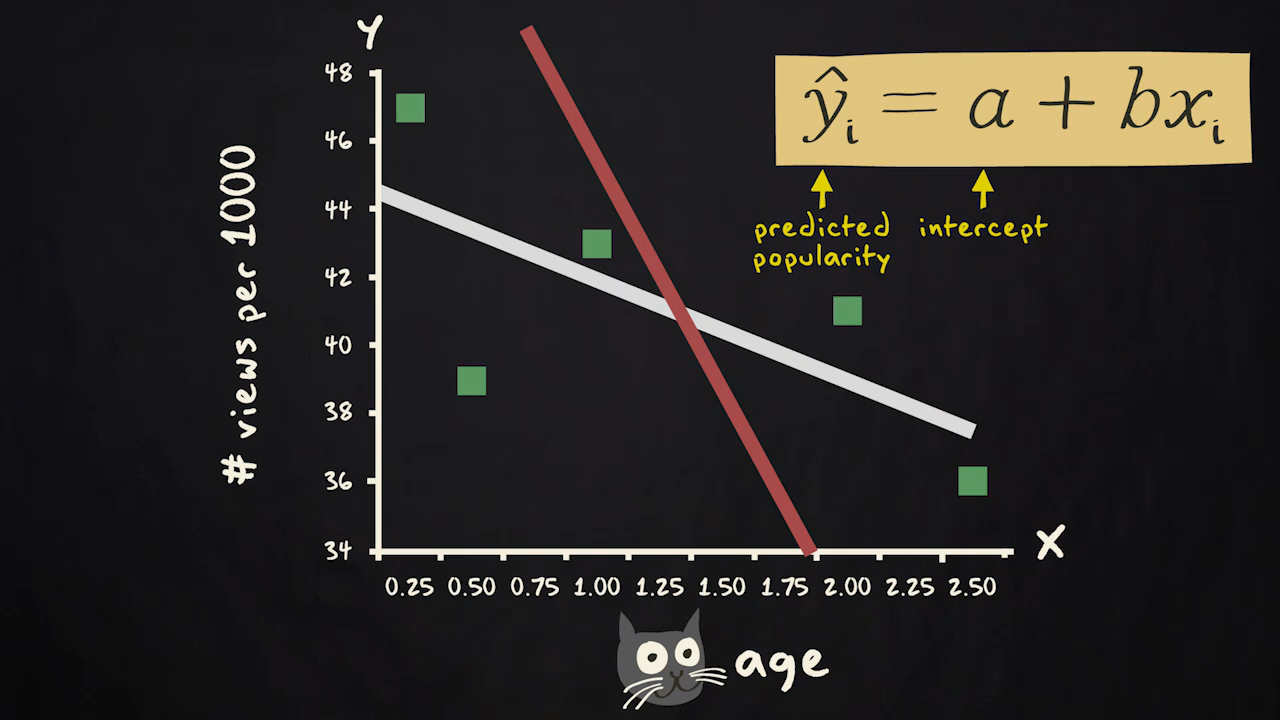 Y
48
46
44
42
40
38
36
34
# views per 1000
ŷᵢ = a + bxᵢ
predicted
popularity
intercept
X
0.25 0.50 0.75 1.00 1.25 1.50 1.75 2.00 2.25 2.50
age